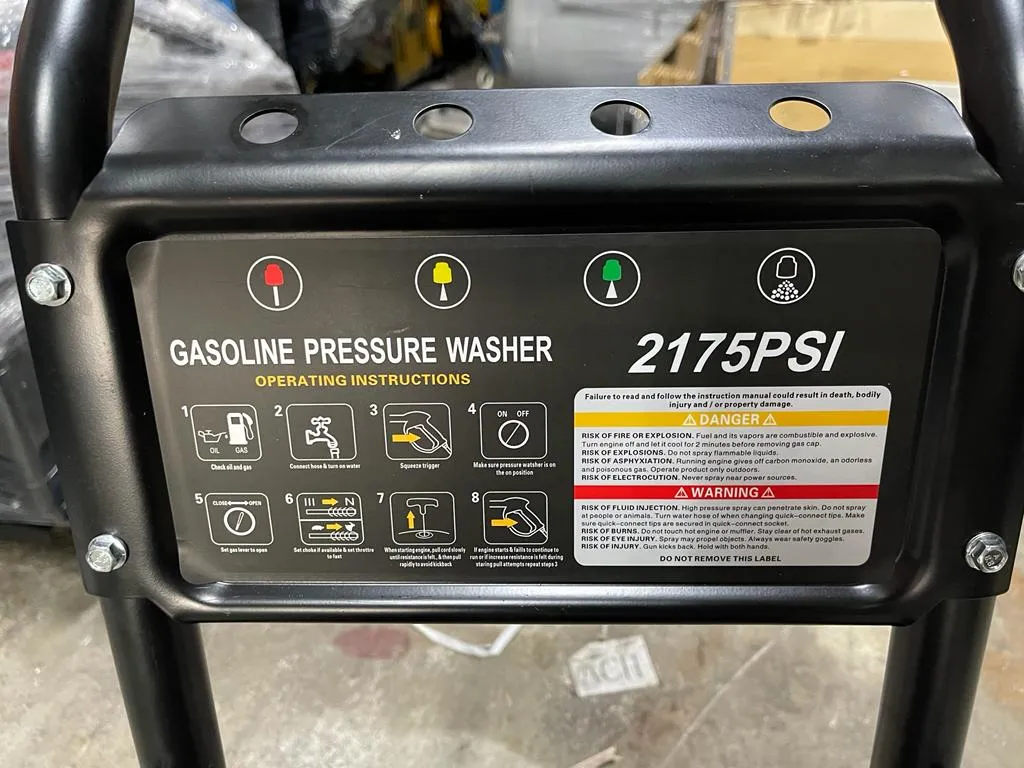 GASOLINE PRESSURE WASHER
OPERATING INSTRUCTIONS
2175PSI
1
OIL GAS
Check oil and gas
2
Connect hose & turn on water
3
Squeeze trigger
4
ON OFF
Make sure pressure watsher is on
the on position
5
CLOSE OPEN
Set gas lever to open
6
N
Set choke if available & set throttre
to fest
7
When starting engine, pull cord slowly
until resistance is felt, & then pull
rapidly to avoid kickback
8
If engine starts & faills to continue to
run or if increase resistance is felt during
staring pull attempts repeat steps 3
Failure to read and follow the instruction manual could result in death, bodily
injury and / or property damage.
DANGER
RISK OF FIRE OR EXPLOSION. Fuel and its vapors are combustible and explosive.
Turn engine off and let it cool for 2 minutes before removing gas cap.
RISK OF EXPLOSIONS. Do not spray flammable liquids.
RISK OF ASPHYXIATION. Running engine gives off carbon monoxide, an odorless
and poisonous gas. Operate product only outdoors.
RISK OF ELECTROCUTION. Never spray near power sources.
WARNING
RISK OF FLUID INJECTION. High pressure spray can penetrate skin. Do not spray
at people or animals. Turn water hose of when changing quick-connect tips. Make
sure quick-connect tips are secured in quick-connect socket.
RISK OF BURNS. Do not touch hot engine or muffler. Stay clear of hot exhaust gases.
RISK OF EYE INJURY. Spray may propel objects. Always wear safety goggles.
RISK OF INJURY. Gun kicks back. Hold with both hands.
DO NOT REMOVE THIS LABEL